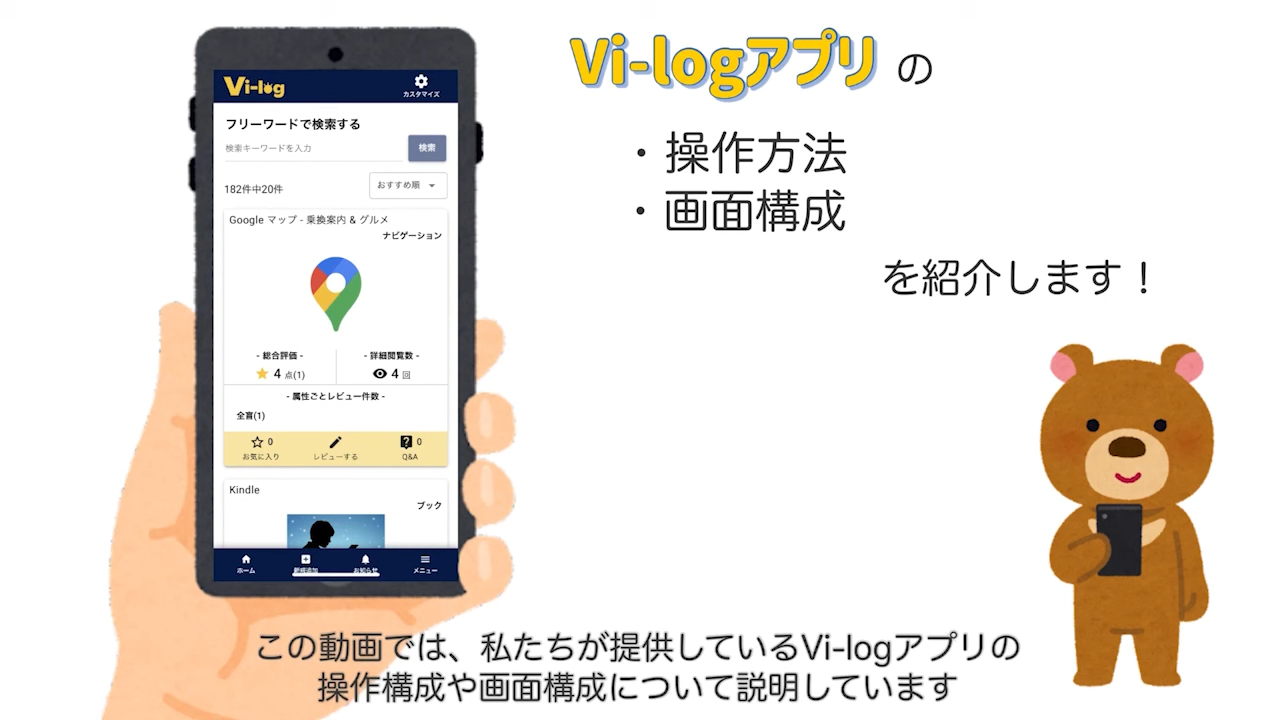 Vi-log
カスタマイズ
フリーワードで検索する
検索キーワードを入力
検索
182件中20件
おすすめ順
Google マップ - 乗換案内 & グルメ
ナビゲーション
- 総合評価 -
- 詳細閲覧数 -
4 点(1)
4 回
- 属性ごとレビュー件数 -
全盲(1)
0
0
お気に入り
レビューする
Q&A
Kindle
ブック
ホーム
新規追加
お知らせ
メニュー
Vi-logアプリ の
・操作方法
・画面構成
を紹介します！
この動画では、私たちが提供しているVi-logアプリの
操作構成や画面構成について説明しています